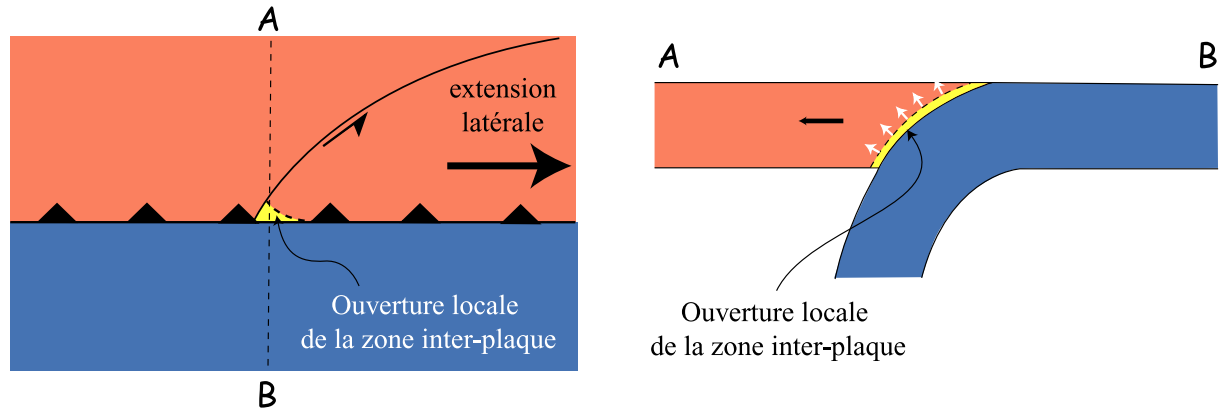 A
extension
latérale
Ouverture locale
de la zone inter-plaque
B
A
B
Ouverture locale
de la zone inter-plaque